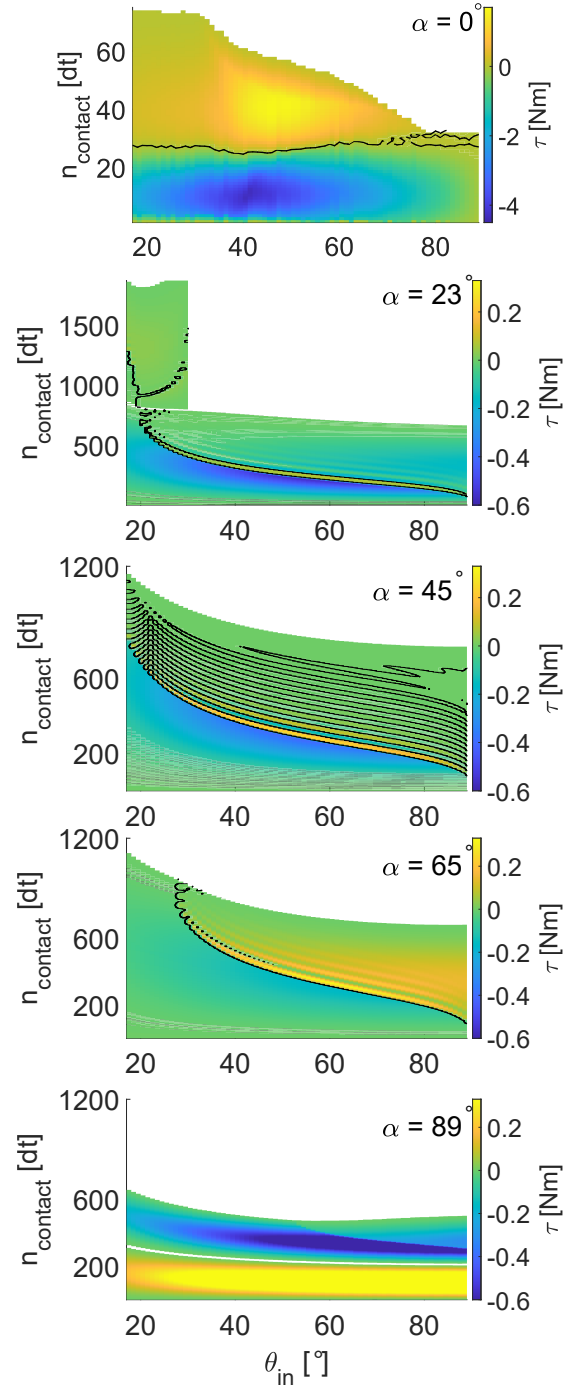 α = 0°
60
40
20
n_contact [dt]
0
-2
-4
τ [Nm]
20 40 60 80
α = 23°
1500
1000
500
n_contact [dt]
0.2
0
-0.2
-0.4
-0.6
τ [Nm]
20 40 60 80
α = 45°
1200
600
200
n_contact [dt]
0.2
0
-0.2
-0.4
-0.6
τ [Nm]
20 40 60 80
α = 65°
1200
600
200
n_contact [dt]
0.2
0
-0.2
-0.4
-0.6
τ [Nm]
20 40 60 80
α = 89°
1200
600
200
n_contact [dt]
0.2
0
-0.2
-0.4
-0.6
τ [Nm]
20 40 60 80
θ_in [°]